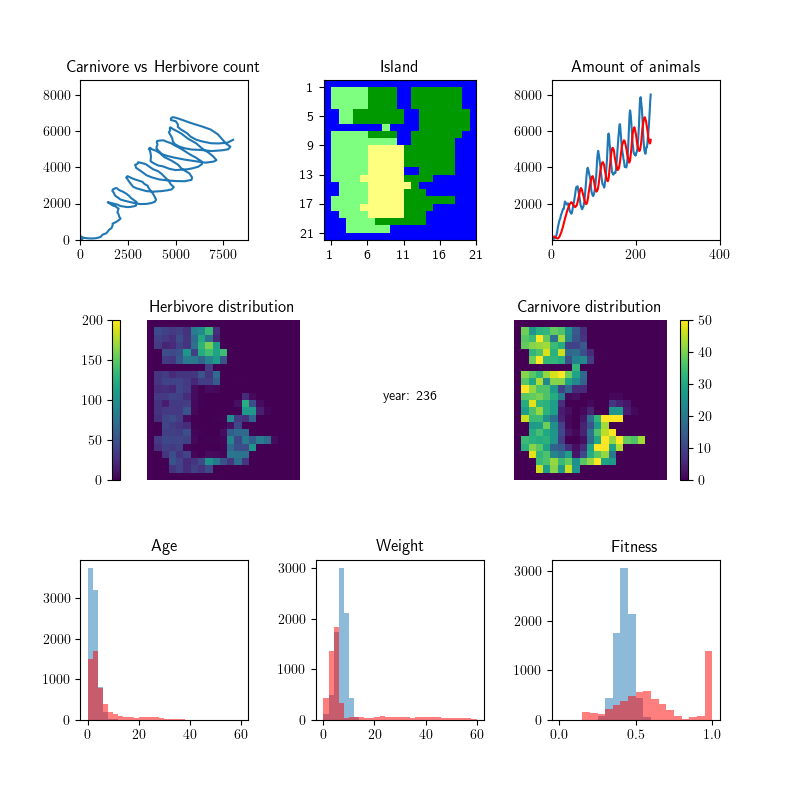 Carnivore vs Herbivore count
8000
6000
4000
2000
0
0 2500 5000 7500
Island
1
5
9
13
17
21
1 6 11 16 21
Amount of animals
8000
6000
4000
2000
0 200 400
Herbivore distribution
200
150
100
50
0
year: 236
Carnivore distribution
50
40
30
20
10
0
Age
3000
2000
1000
0
0 20 40 60
Weight
3000
2000
1000
0
0 20 40 60
Fitness
3000
2000
1000
0
0.0 0.5 1.0